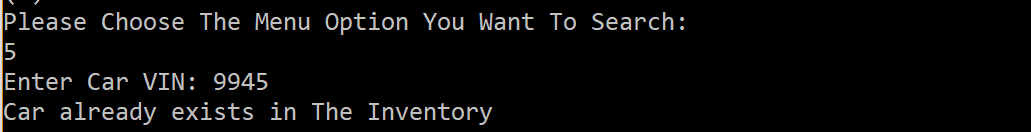 Please Choose The Menu Option You Want To Search:
5
Enter Car VIN: 9945
Car already exists in The Inventory